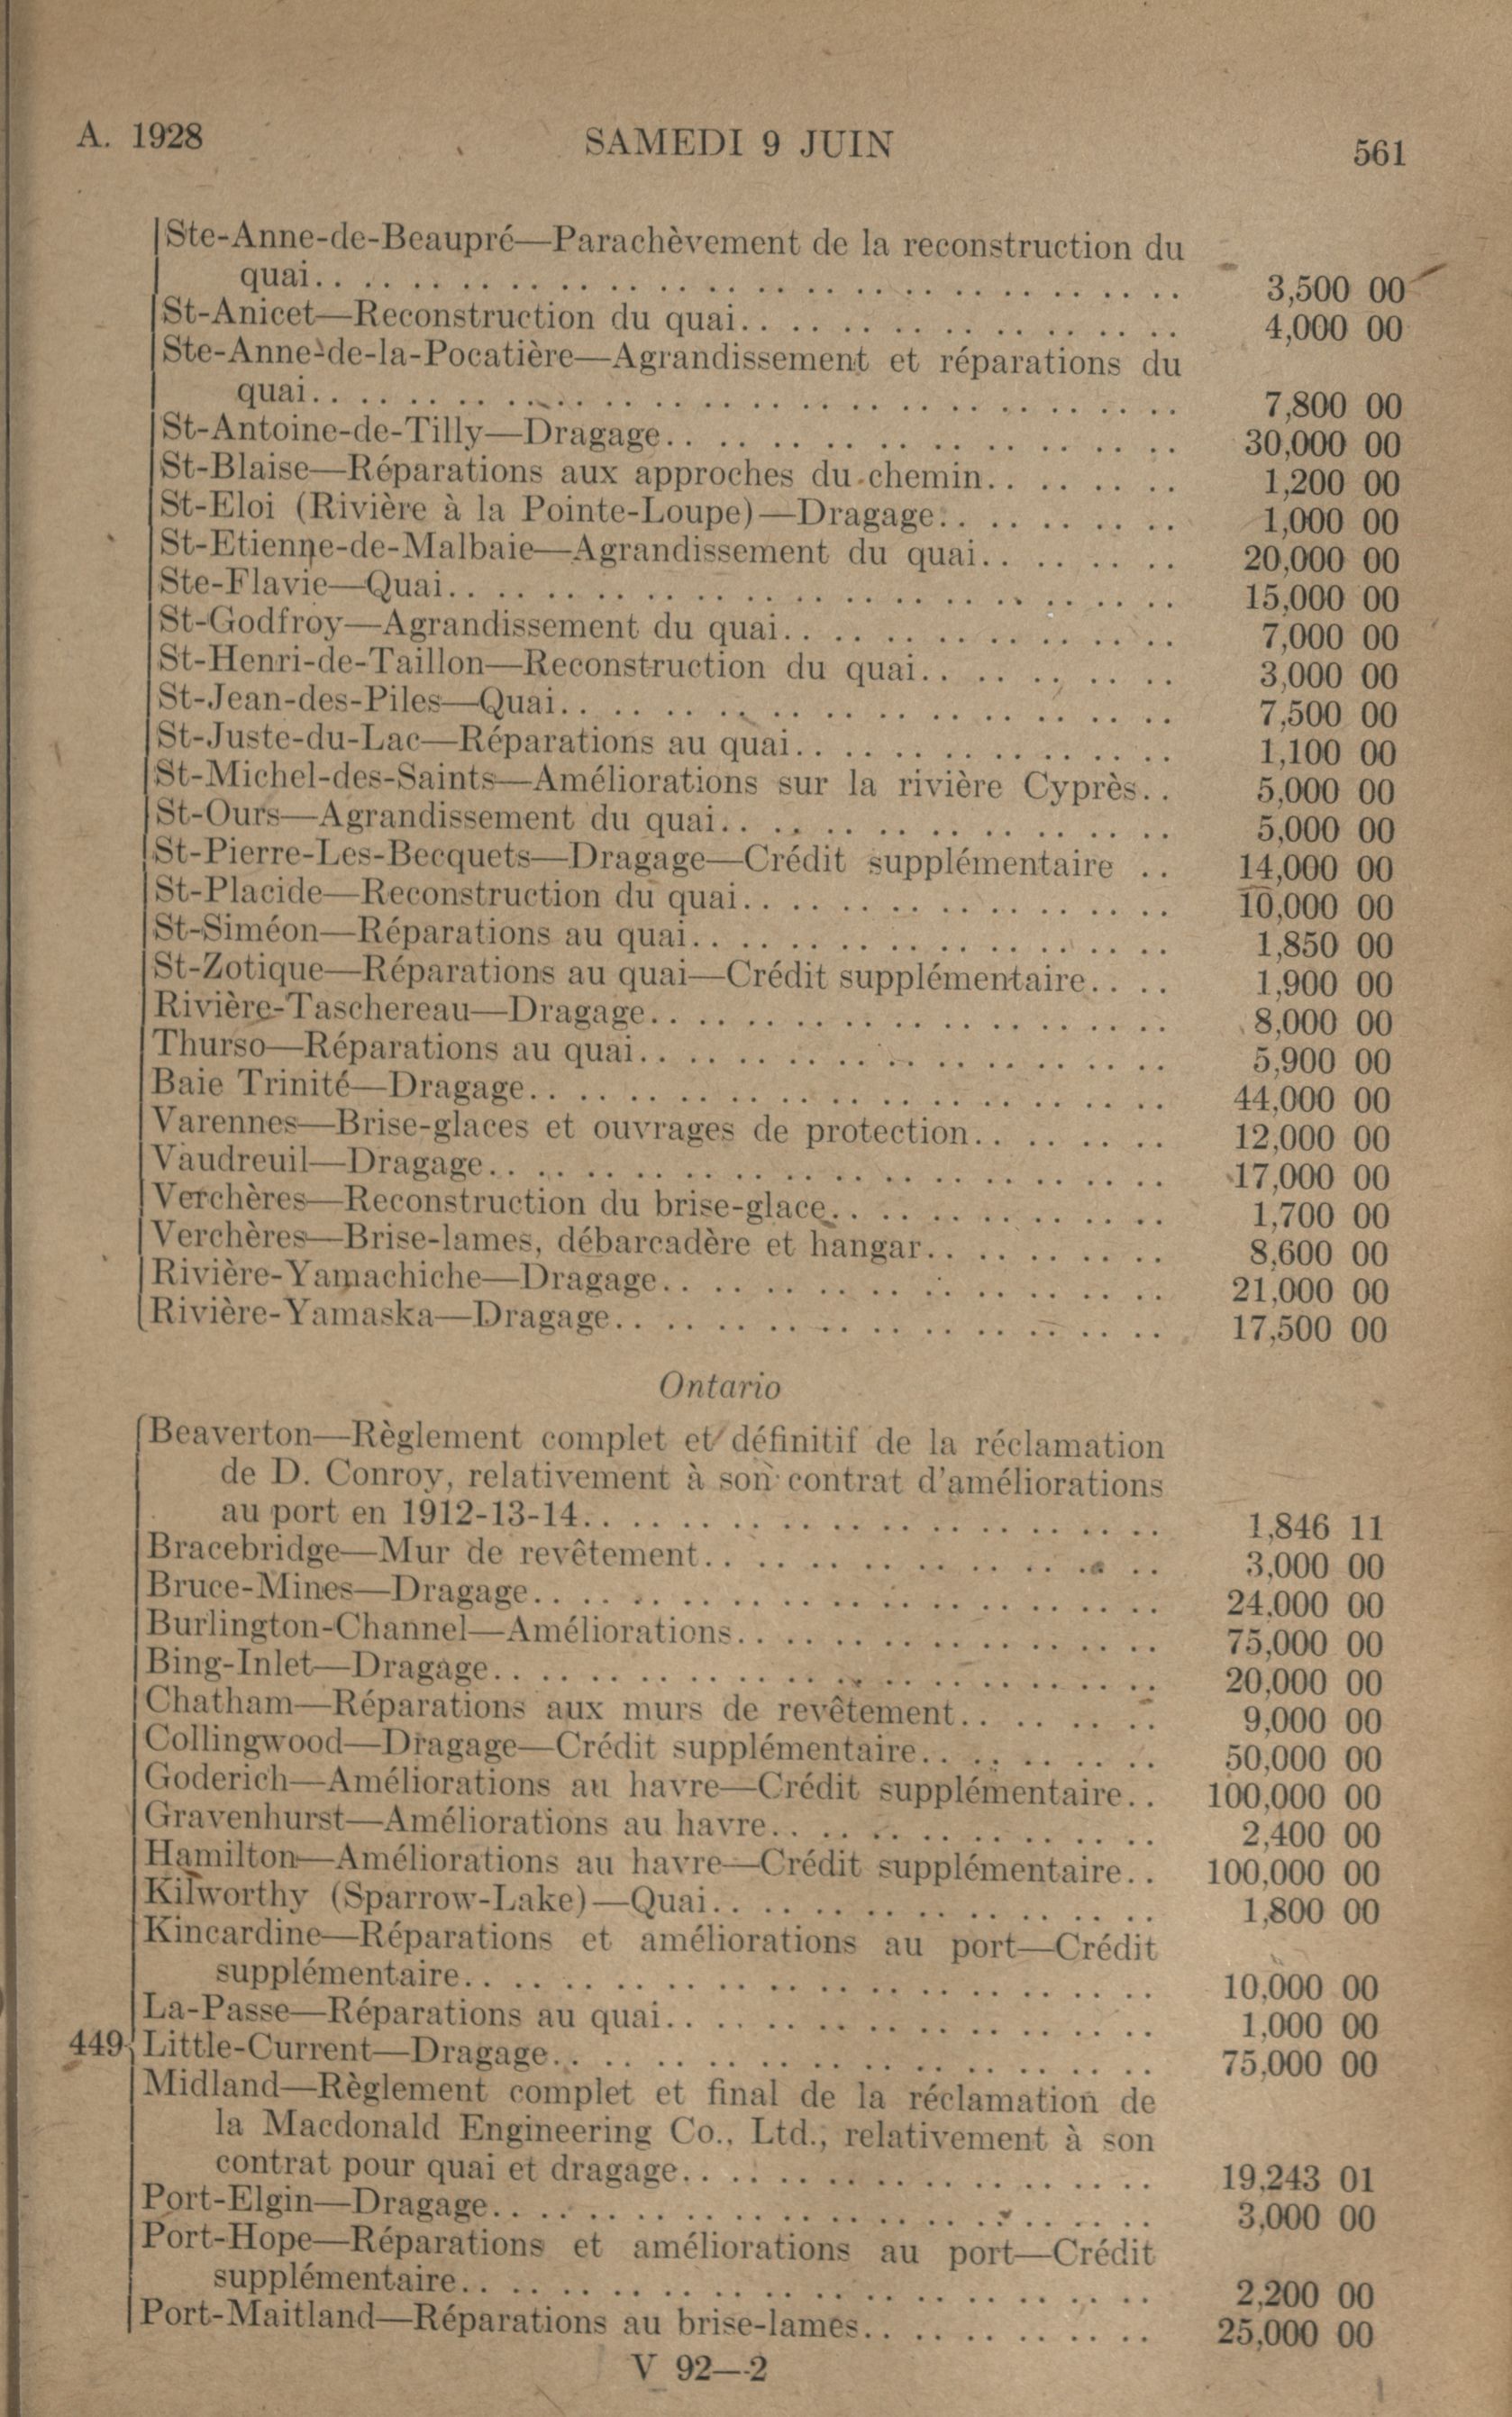 A. 1928 SAMEDI 9 JUIN 561
Ste-Anne-de-Beaupré—Parachèvement de la reconstruction du
quai.. .. .. .. .. .. .. .. .. .. .. .. .. .. .. .. .. .. 3,500 00
St-Anicet—Reconstruction du quai.. .. .. .. .. .. .. .. .. 4,000 00
Ste-Anne-de-la-Pocatière—Agrandissement et réparations du
quai.. .. .. .. .. .. .. .. .. .. .. .. .. .. .. .. .. .. 7,800 00
St-Antoine-de-Tilly—Dragage.. .. .. .. .. .. .. .. .. .. .. 30,000 00
St-Blaise—Réparations aux approches du chemin.. .. .. .. 1,200 00
St-Eloi (Rivière à la Pointe-Loupe)—Dragage.. .. .. .. .. 1,000 00
St-Etienne-de-Malbaie—Agrandissement du quai.. .. .. .. 20,000 00
Ste-Flavie—Quai.. .. .. .. .. .. .. .. .. .. .. .. .. .. .. 15,000 00
St-Godfroy—Agrandissement du quai.. .. .. .. .. .. .. .. 7,000 00
St-Henri-de-Taillon—Reconstruction du quai.. .. .. .. .. 3,000 00
St-Jean-des-Piles—Quai.. .. .. .. .. .. .. .. .. .. .. .. .. 7,500 00
St-Juste-du-Lac—Réparations au quai.. .. .. .. .. .. .. .. 1,100 00
St-Michel-des-Saints—Améliorations sur la rivière Cyprès.. 5,000 00
St-Ours—Agrandissement du quai.. .. .. .. .. .. .. .. .. 5,000 00
St-Pierre-Les-Becquets—Dragage—Crédit supplémentaire .. 14,000 00
St-Placide—Reconstruction du quai.. .. .. .. .. .. .. .. .. 10,000 00
St-Siméon—Réparations au quai.. .. .. .. .. .. .. .. .. .. 1,850 00
St-Zotique—Réparations au quai—Crédit supplémentaire.. .. 1,900 00
Rivière-Taschereau—Dragage.. .. .. .. .. .. .. .. .. .. .. 8,000 00
Thurso—Réparations au quai.. .. .. .. .. .. .. .. .. .. .. 5,900 00
Baie Trinité—Dragage.. .. .. .. .. .. .. .. .. .. .. .. .. 44,000 00
Varennes—Brise-glaces et ouvrages de protection.. .. .. .. 12,000 00
Vaudreuil—Dragage.. .. .. .. .. .. .. .. .. .. .. .. .. .. 17,000 00
Verchères—Reconstruction du brise-glace.. .. .. .. .. .. .. 1,700 00
Verchères—Brise-lames, débarcadère et hangar.. .. .. .. .. 8,600 00
Rivière-Yamachiche—Dragage.. .. .. .. .. .. .. .. .. .. .. 21,000 00
Rivière-Yamaska—Dragage.. .. .. .. .. .. .. .. .. .. .. .. 17,500 00
Ontario
Beaverton—Règlement complet et définitif de la réclamation
de D. Conroy, relativement à son contrat d'améliorations
au port en 1912-13-14.. .. .. .. .. .. .. .. .. .. .. .. 1,846 11
Bracebridge—Mur de revêtement.. .. .. .. .. .. .. .. .. .. 3,000 00
Bruce-Mines—Dragage.. .. .. .. .. .. .. .. .. .. .. .. .. 24,000 00
Burlington-Channel—Améliorations.. .. .. .. .. .. .. .. .. 75,000 00
Bing-Inlet—Dragage.. .. .. .. .. .. .. .. .. .. .. .. .. .. 20,000 00
Chatham—Réparations aux murs de revêtement.. .. .. .. .. 9,000 00
Collingwood—Dragage—Crédit supplémentaire.. .. .. .. .. 50,000 00
Goderich—Améliorations au havre—Crédit supplémentaire.. 100,000 00
Gravenhurst—Améliorations au havre.. .. .. .. .. .. .. .. 2,400 00
Hamilton—Améliorations au havre—Crédit supplémentaire.. 100,000 00
Kilworthy (Sparrow-Lake)—Quai.. .. .. .. .. .. .. .. .. .. 1,800 00
Kincardine—Réparations et améliorations au port—Crédit
supplémentaire.. .. .. .. .. .. .. .. .. .. .. .. .. .. 10,000 00
La-Passe—Réparations au quai.. .. .. .. .. .. .. .. .. .. 1,000 00
449 Little-Current—Dragage.. .. .. .. .. .. .. .. .. .. .. .. 75,000 00
Midland—Règlement complet et final de la réclamation de
la Macdonald Engineering Co., Ltd., relativement à son
contrat pour quai et dragage.. .. .. .. .. .. .. .. .. .. 19,243 01
Port-Elgin—Dragage.. .. .. .. .. .. .. .. .. .. .. .. .. .. 3,000 00
Port-Hope—Réparations et améliorations au port—Crédit
supplémentaire.. .. .. .. .. .. .. .. .. .. .. .. .. .. 2,200 00
Port-Maitland—Réparations au brise-lames.. .. .. .. .. .. 25,000 00
V 92—2